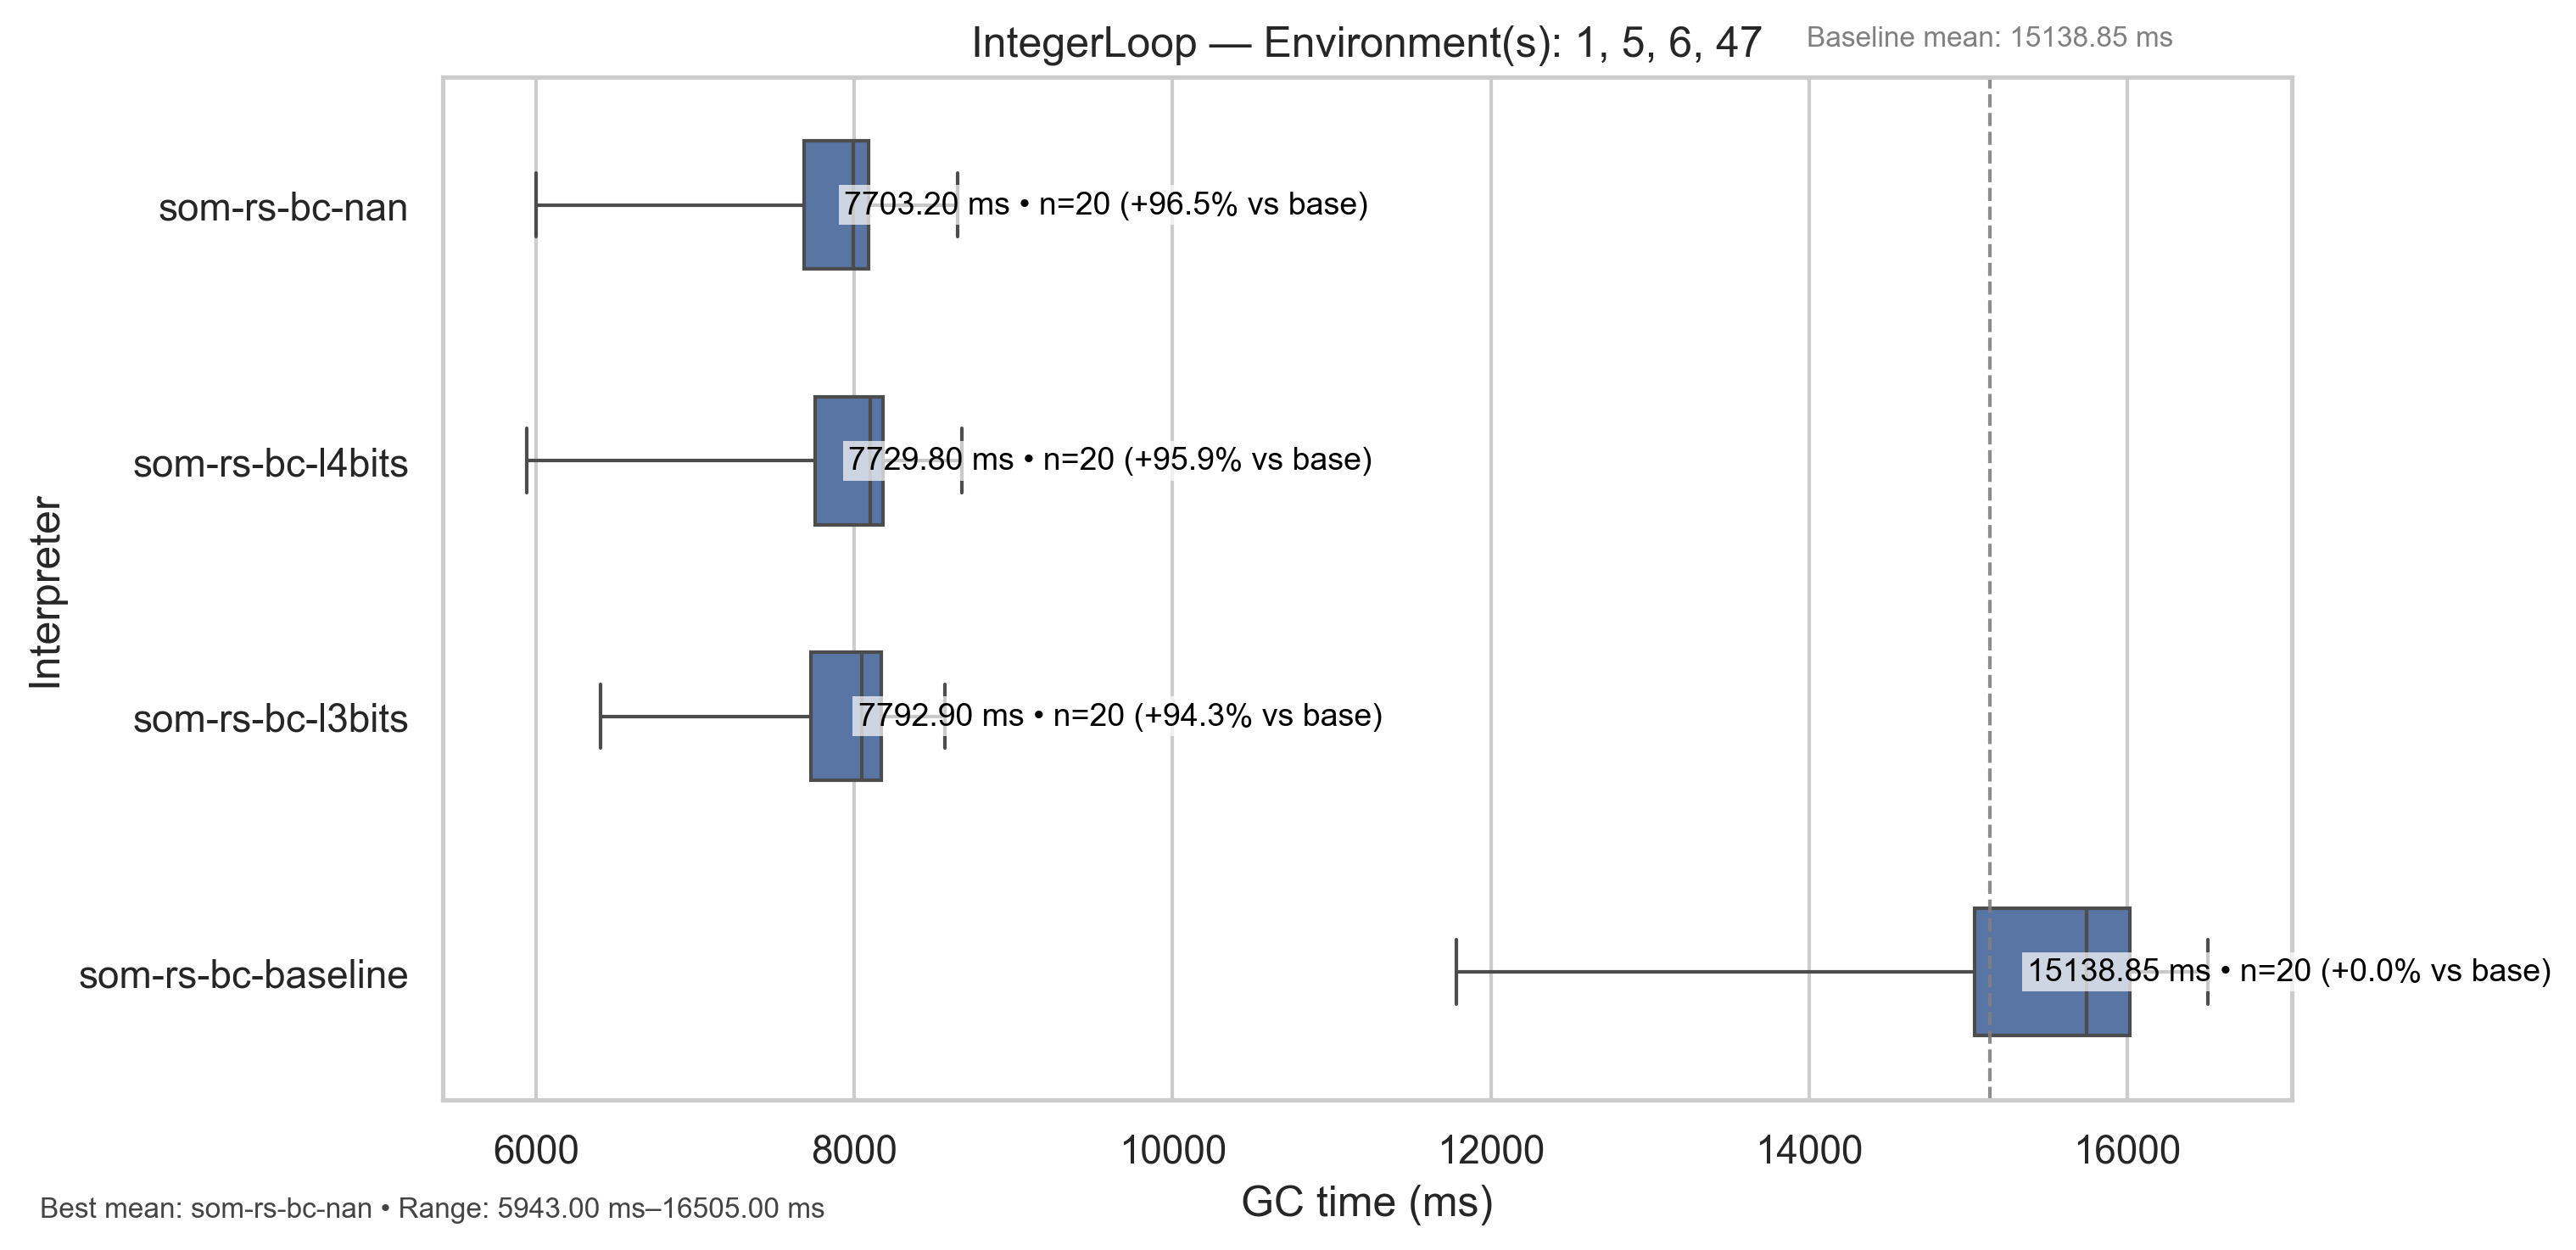 IntegerLoop — Environment(s): 1, 5, 6, 47
Baseline mean: 15138.85 ms
Interpreter
som-rs-bc-nan
7703.20 ms • n=20 (+96.5% vs base)
som-rs-bc-l4bits
7729.80 ms • n=20 (+95.9% vs base)
som-rs-bc-l3bits
7792.90 ms • n=20 (+94.3% vs base)
som-rs-bc-baseline
15138.85 ms • n=20 (+0.0% vs base)
6000 8000 10000 12000 14000 16000
GC time (ms)
Best mean: som-rs-bc-nan • Range: 5943.00 ms–16505.00 ms